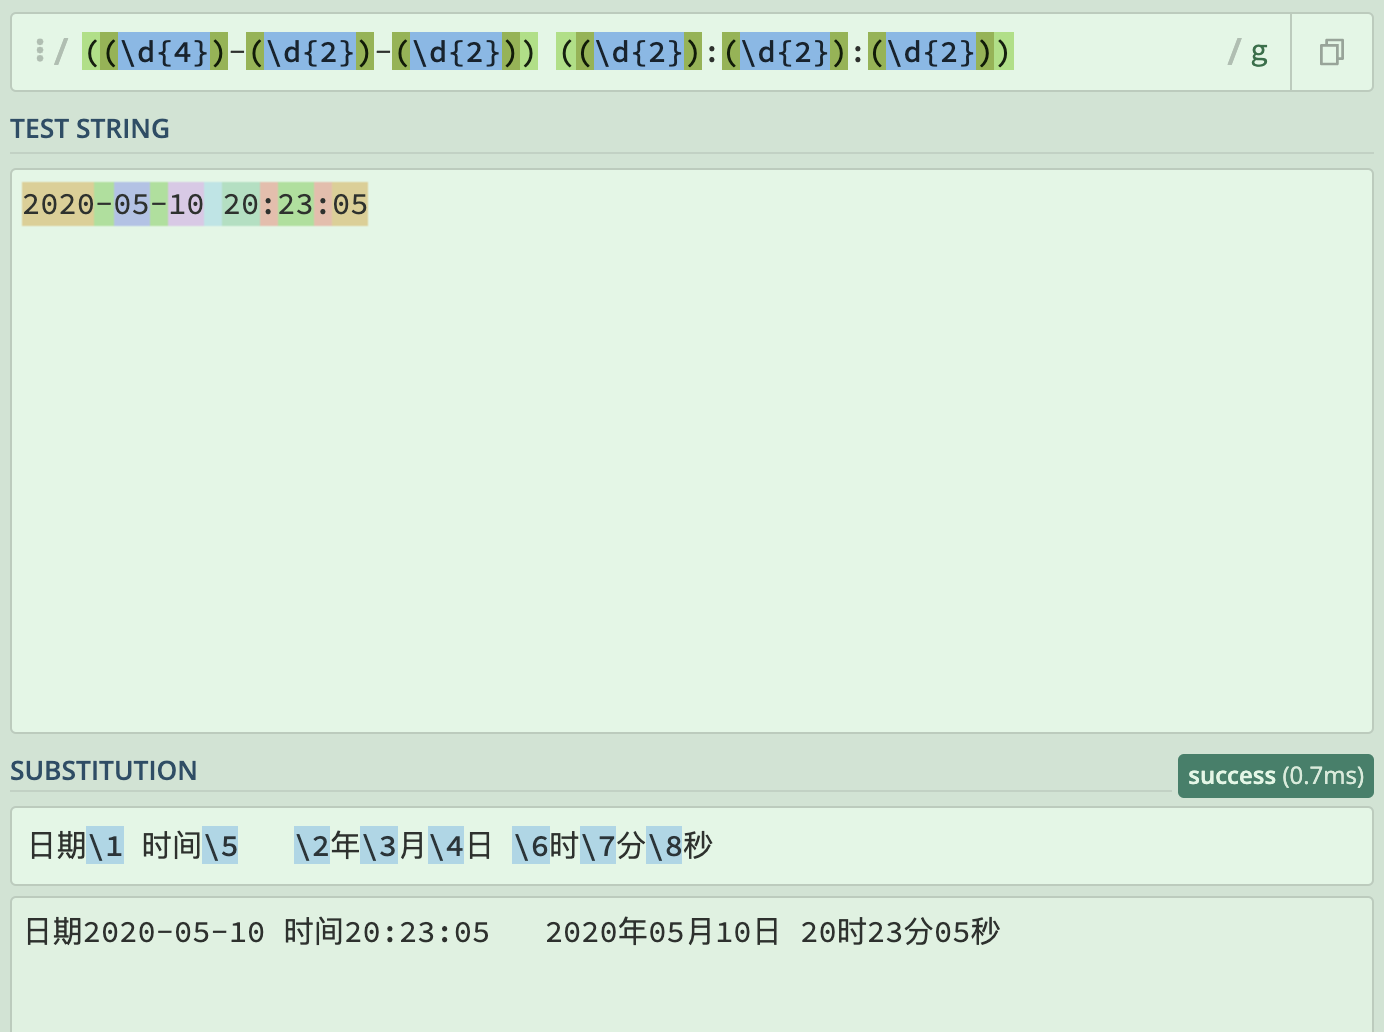 / ((\d{4})-(\d{2})-(\d{2})) ((\d{2}):(\d{2}):(\d{2})) / g
TEST STRING
2020-05-10 20:23:05
SUBSTITUTION
success (0.7ms)
日期\1 时间\5   \2年\3月\4日 \6时\7分\8秒
日期2020-05-10 时间20:23:05   2020年05月10日 20时23分05秒